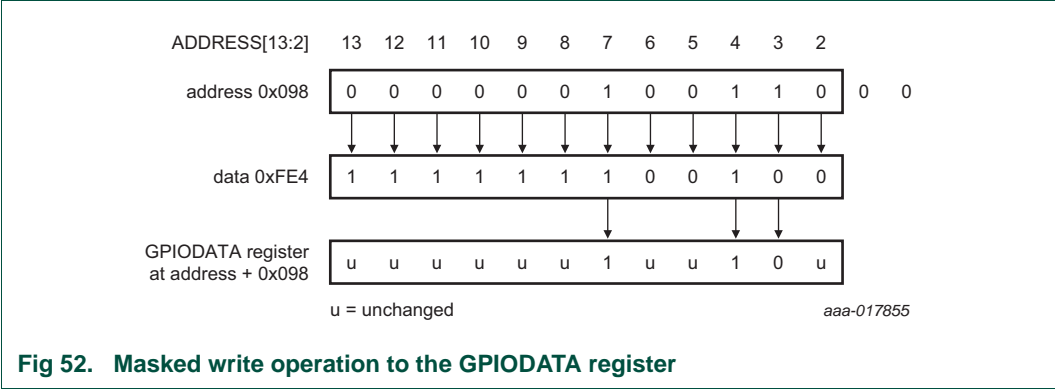 ADDRESS[13:2] 13 12 11 10 9 8 7 6 5 4 3 2
address 0x098 0 0 0 0 0 0 1 0 0 1 1 0 0 0
data 0xFE4 1 1 1 1 1 1 1 0 0 1 0 0
GPIODATA register
at address + 0x098 u u u u u u 1 u u 1 0 u
u = unchanged aaa-017855
Fig 52. Masked write operation to the GPIODATA register